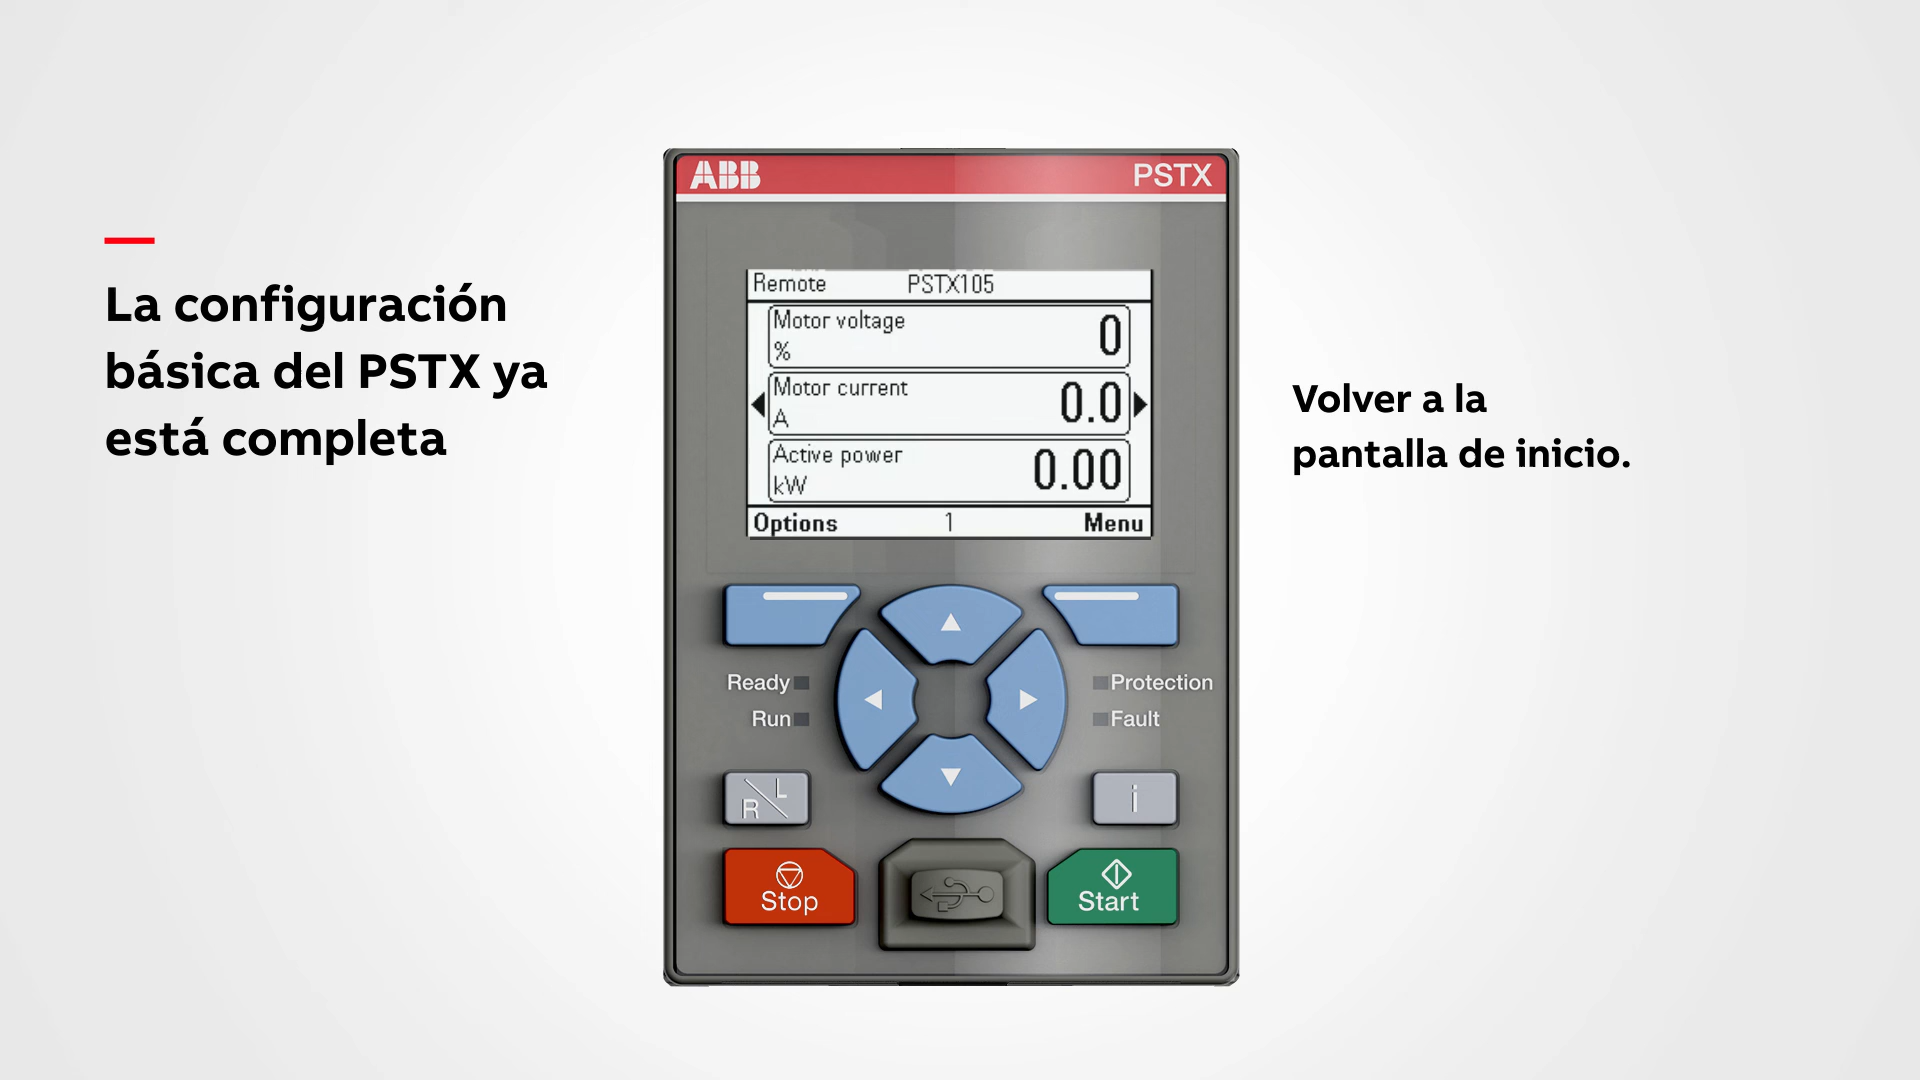 La configuración
básica del PSTX ya
está completa
ABB
PSTX
Remote PSTX105
Motor voltage
% 0
Motor current
A 0.0
Active power
kW 0.00
Options 1 Menu
Ready
Run
Protection
Fault
R L
i
Stop
Start
Volver a la
pantalla de inicio.